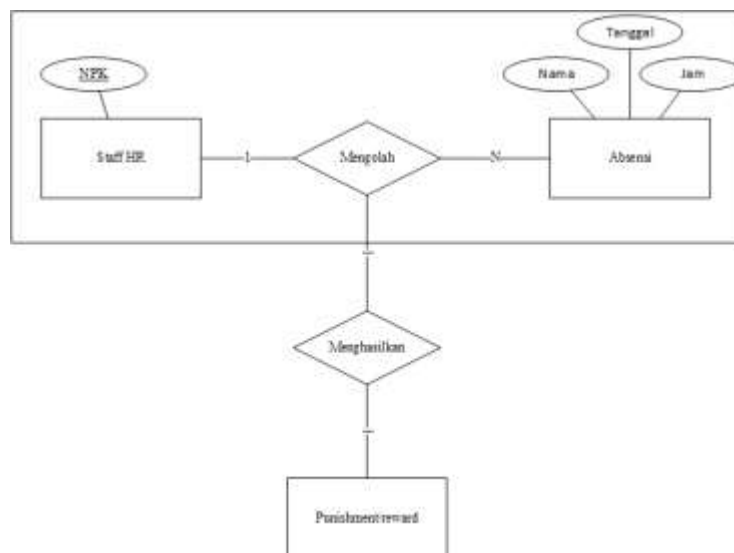 Tanggal
NPK
Nama
Jam
Staff HR
1
Mengolah
N
Absensi
1
Menghasilkan
1
Punishment/reward